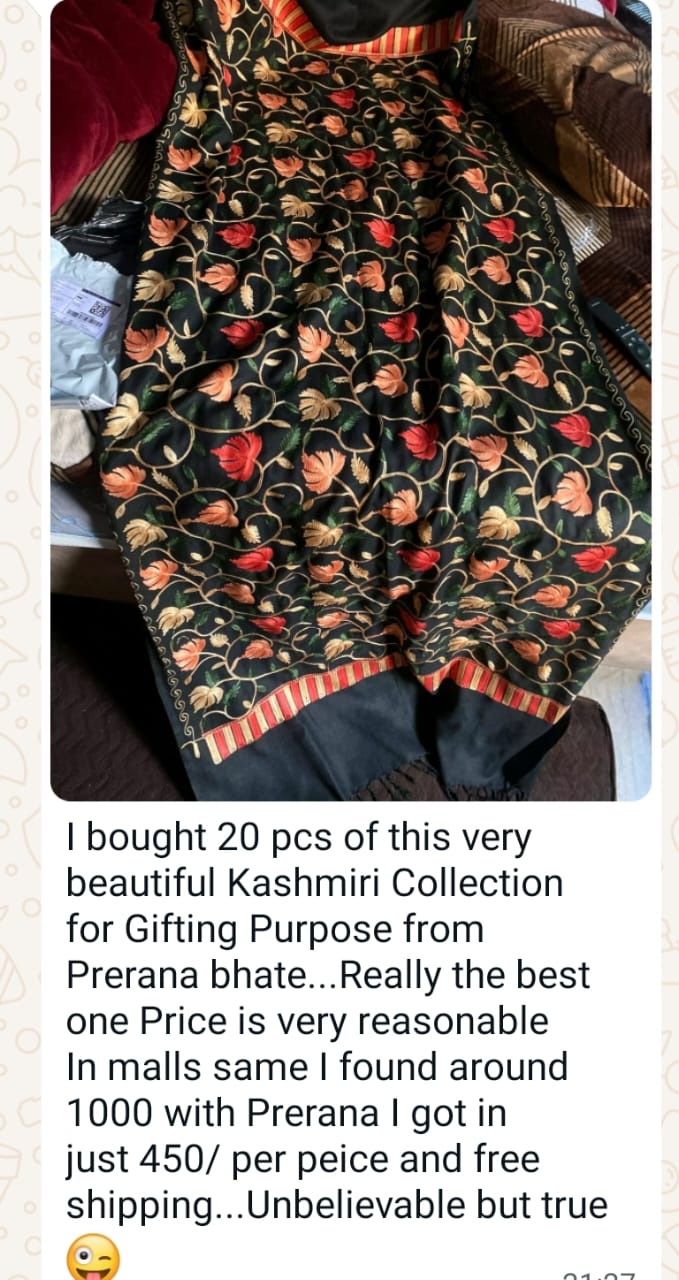 I bought 20 pcs of this very
beautiful Kashmiri Collection
for Gifting Purpose from
Prerana bhate...Really the best
one Price is very reasonable
In malls same I found around
1000 with Prerana I got in
just 450/ per peice and free
shipping...Unbelievable but true
😜